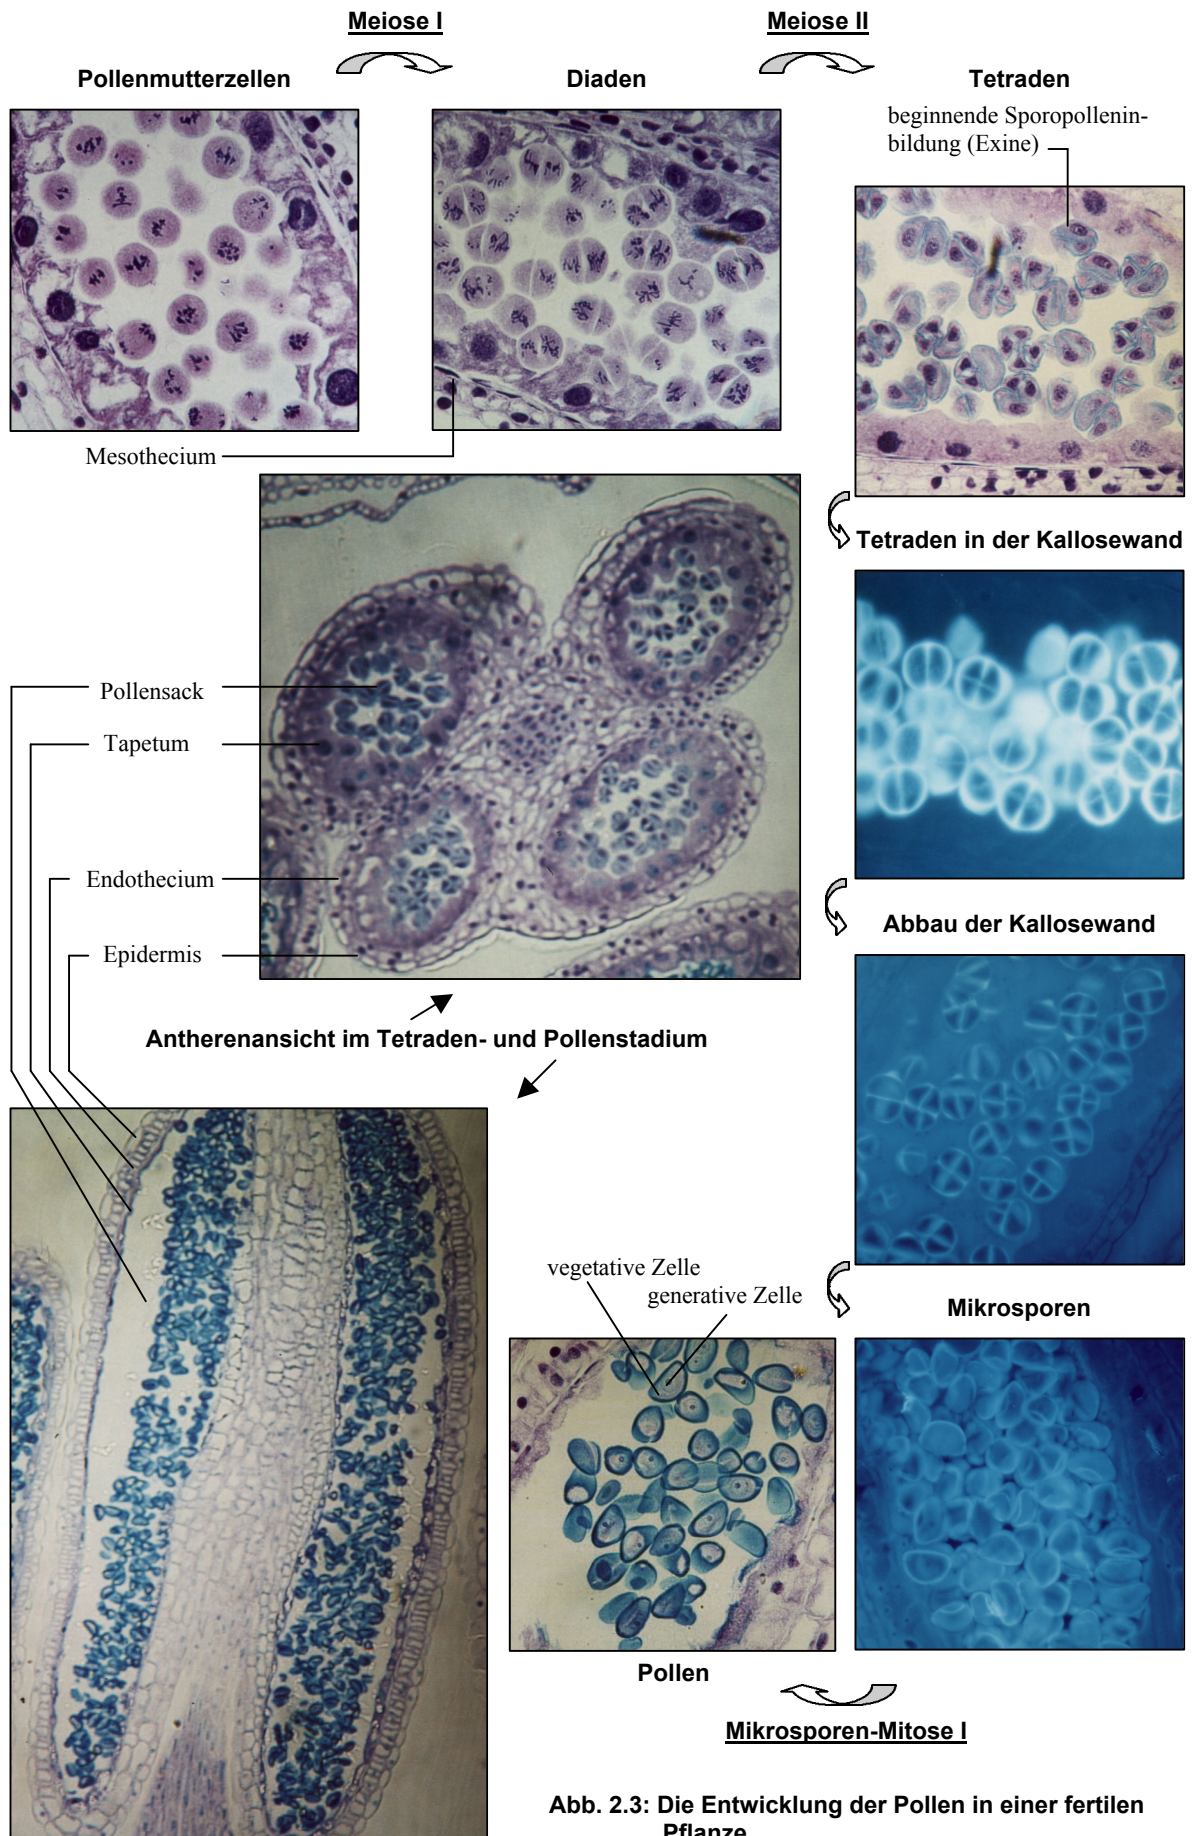 Meiose I
Meiose II
Pollenmutterzellen
Diaden
Tetraden
beginnende Sporopollenin-
bildung (Exine)
Mesothecium
Tetraden in der Kallosewand
Pollensack
Tapetum
Endothecium
Epidermis
Abbau der Kallosewand
Antherenansicht im Tetraden- und Pollenstadium
vegetative Zelle
generative Zelle
Mikrosporen
Pollen
Mikrosporen-Mitose I
Abb. 2.3: Die Entwicklung der Pollen in einer fertilen
Pflanze